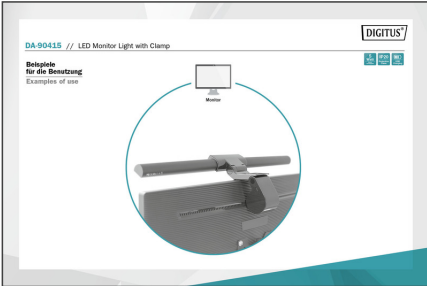 DIGITUS®
DA-90415 // LED Monitor Light with Clamp
Beispiele
für die Benutzung
Examples of use
Monitor